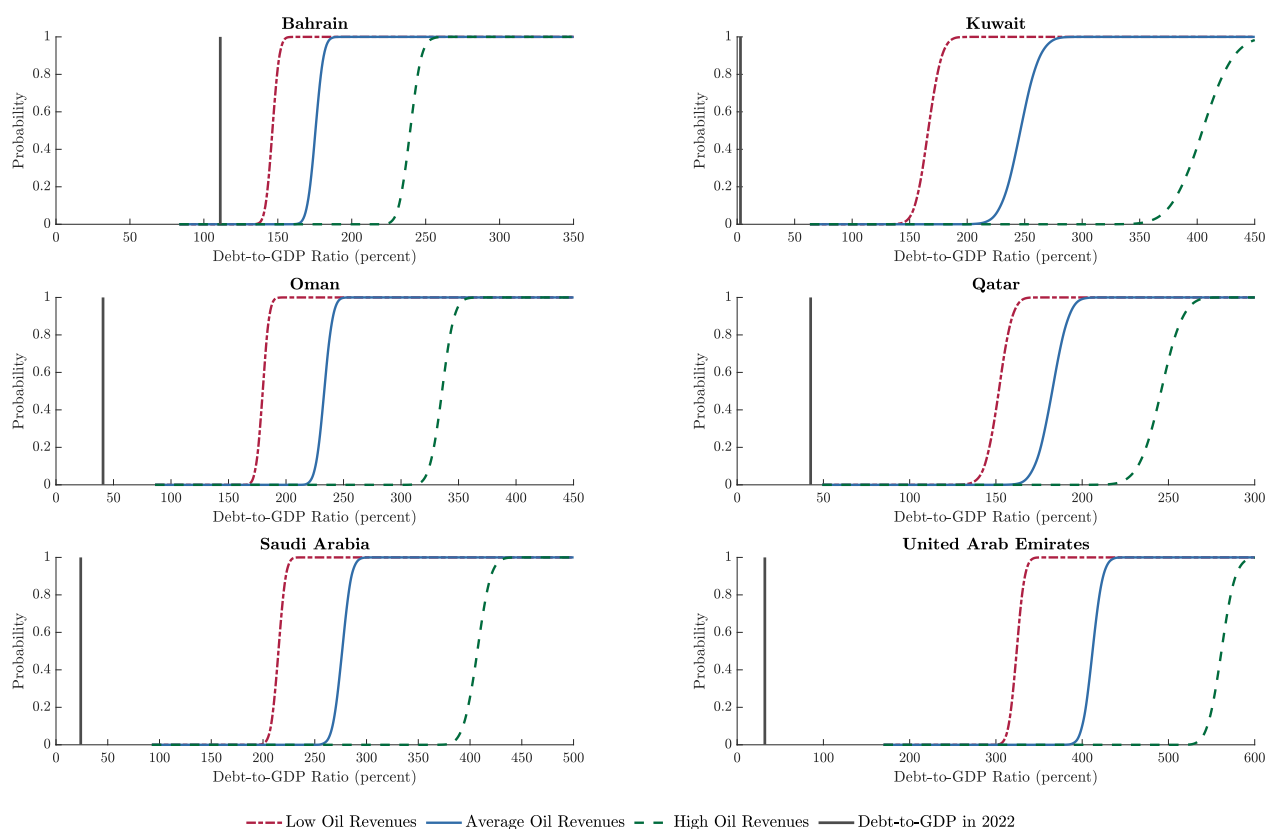 Bahrain
1
0.8
0.6
0.4
0.2
0
Probability
0 50 100 150 200 250 300 350
Debt-to-GDP Ratio (percent)
Kuwait
1
0.8
0.6
0.4
0.2
0
Probability
0 50 100 150 200 250 300 350 400 450
Debt-to-GDP Ratio (percent)
Oman
1
0.8
0.6
0.4
0.2
0
Probability
0 50 100 150 200 250 300 350 400 450
Debt-to-GDP Ratio (percent)
Qatar
1
0.8
0.6
0.4
0.2
0
Probability
0 50 100 150 200 250 300
Debt-to-GDP Ratio (percent)
Saudi Arabia
1
0.8
0.6
0.4
0.2
0
Probability
0 50 100 150 200 250 300 350 400 450 500
Debt-to-GDP Ratio (percent)
United Arab Emirates
1
0.8
0.6
0.4
0.2
0
Probability
0 100 200 300 400 500 600
Debt-to-GDP Ratio (percent)
Low Oil Revenues Average Oil Revenues High Oil Revenues Debt-to-GDP in 2022